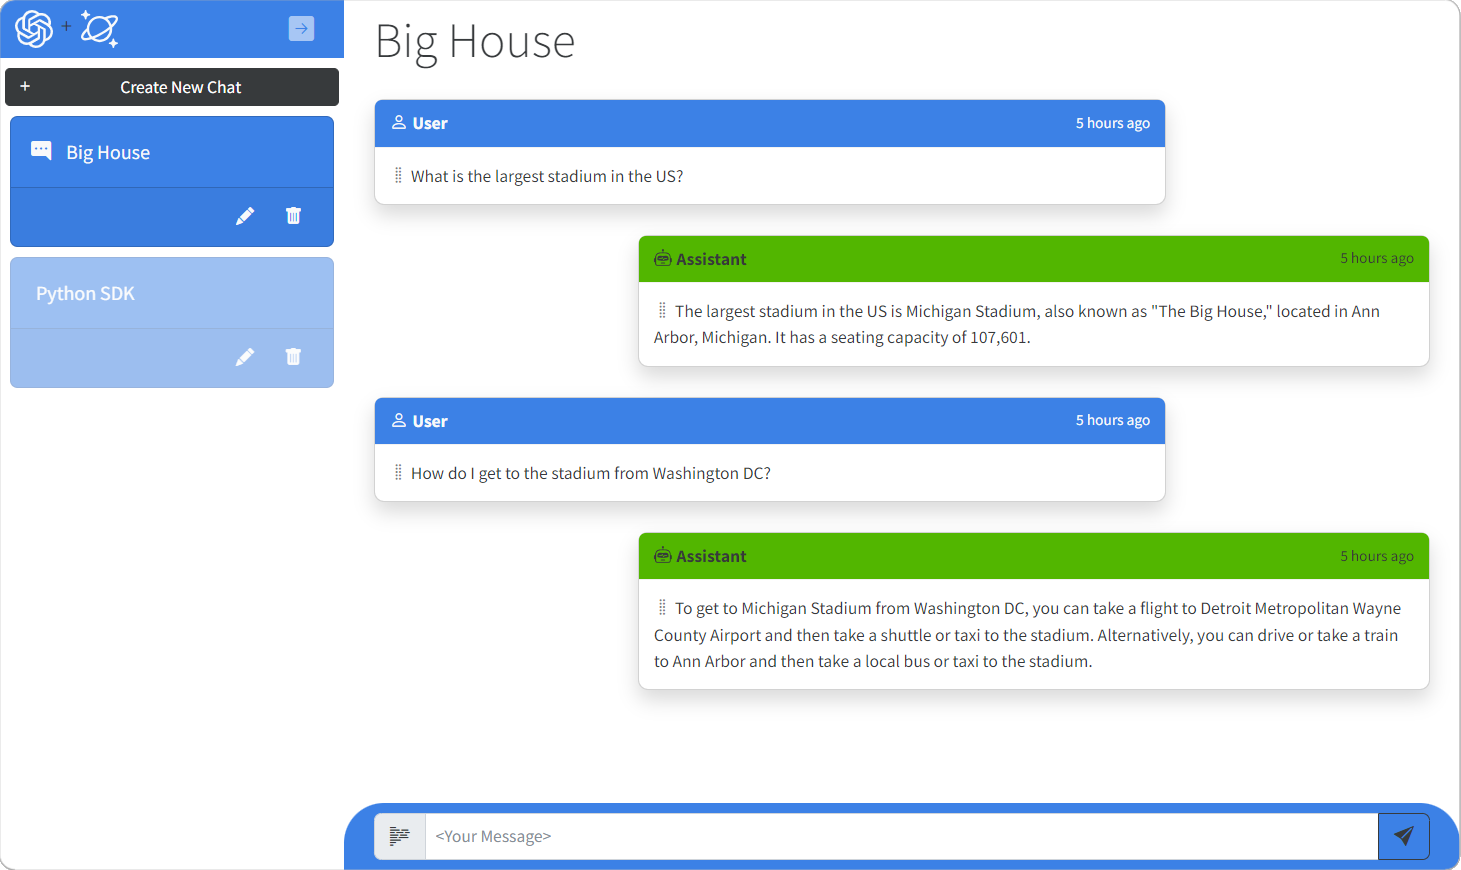 +
Big House
+ Create New Chat
Big House
Python SDK
User 5 hours ago
What is the largest stadium in the US?
Assistant 5 hours ago
The largest stadium in the US is Michigan Stadium, also known as "The Big House," located in Ann
Arbor, Michigan. It has a seating capacity of 107,601.
User 5 hours ago
How do I get to the stadium from Washington DC?
Assistant 5 hours ago
To get to Michigan Stadium from Washington DC, you can take a flight to Detroit Metropolitan Wayne
County Airport and then take a shuttle or taxi to the stadium. Alternatively, you can drive or take a train
to Ann Arbor and then take a local bus or taxi to the stadium.
<Your Message>